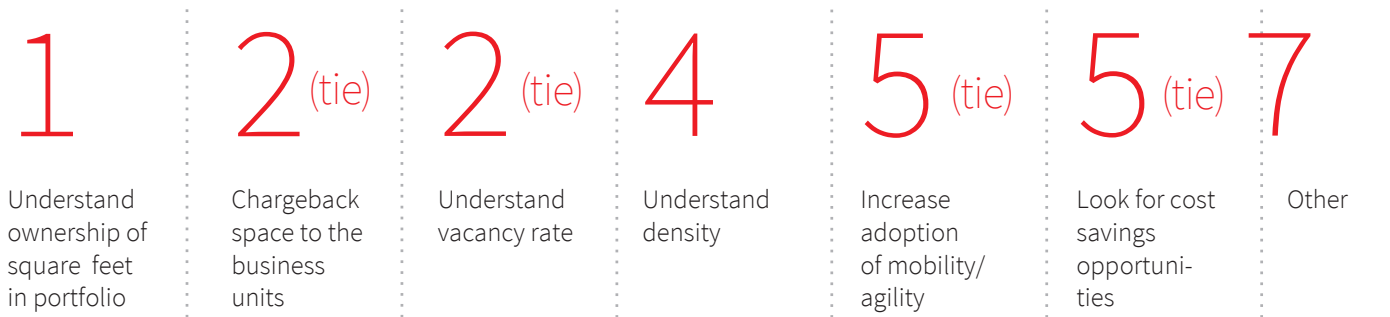 1
Understand
ownership of
square feet
in portfolio
2 (tie)
Chargeback
space to the
business
units
2 (tie)
Understand
vacancy rate
4
Understand
density
5 (tie)
Increase
adoption
of mobility/
agility
5 (tie)
Look for cost
savings
opportuni-
ties
7
Other